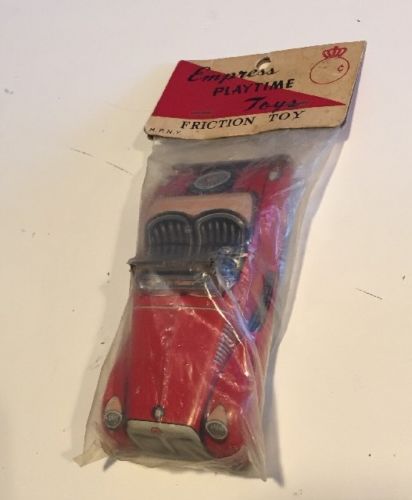 Empress
PLAYTIME
Toys
FRICTION TOY
M.P.N.Y.
¢